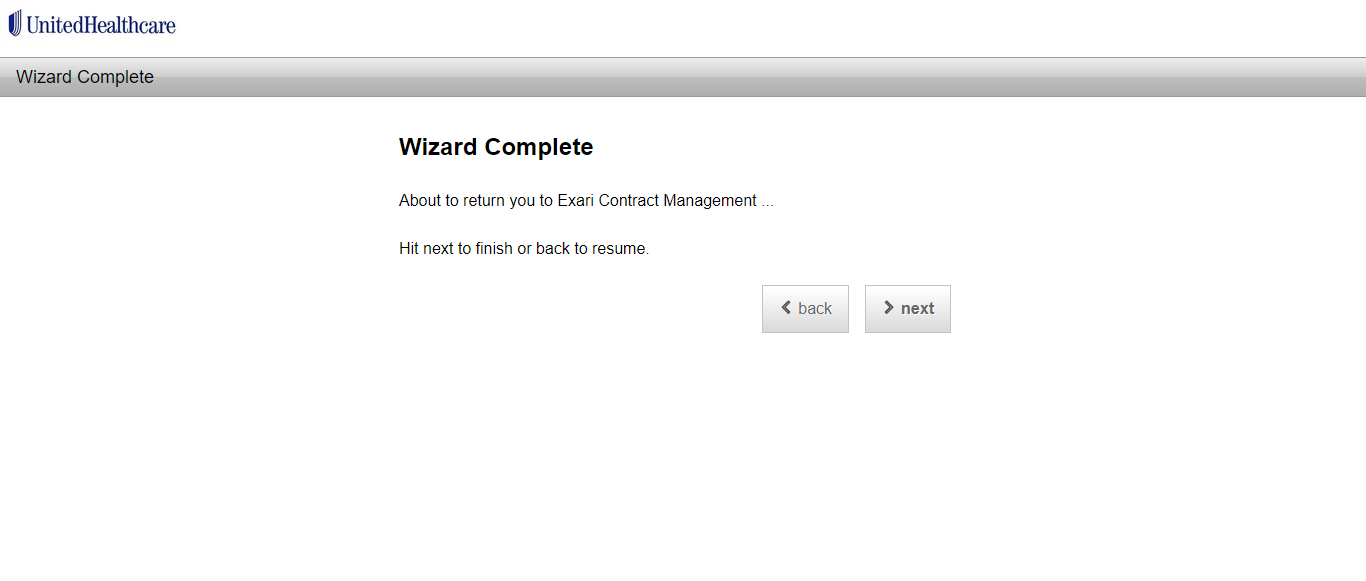 UnitedHealthcare
Wizard Complete
Wizard Complete
About to return you to Exari Contract Management ...
Hit next to finish or back to resume.
back
next